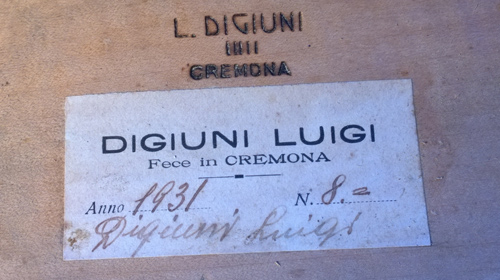 L. DIGIUNI
CREMONA
DIGIUNI LUIGI
Fece in CREMONA
Anno 1931 N. 8.=
Digiuni Luigi